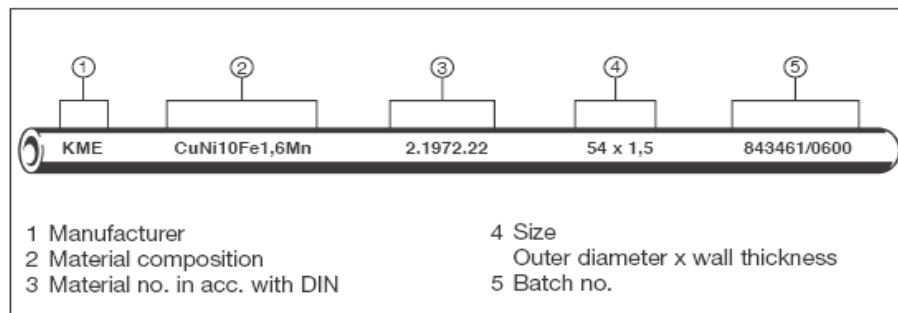 1 2 3 4 5
KME CuNi10Fe1,6Mn 2.1972.22 54 x 1,5 843461/0600
1 Manufacturer
2 Material composition
3 Material no. in acc. with DIN
4 Size
Outer diameter x wall thickness
5 Batch no.